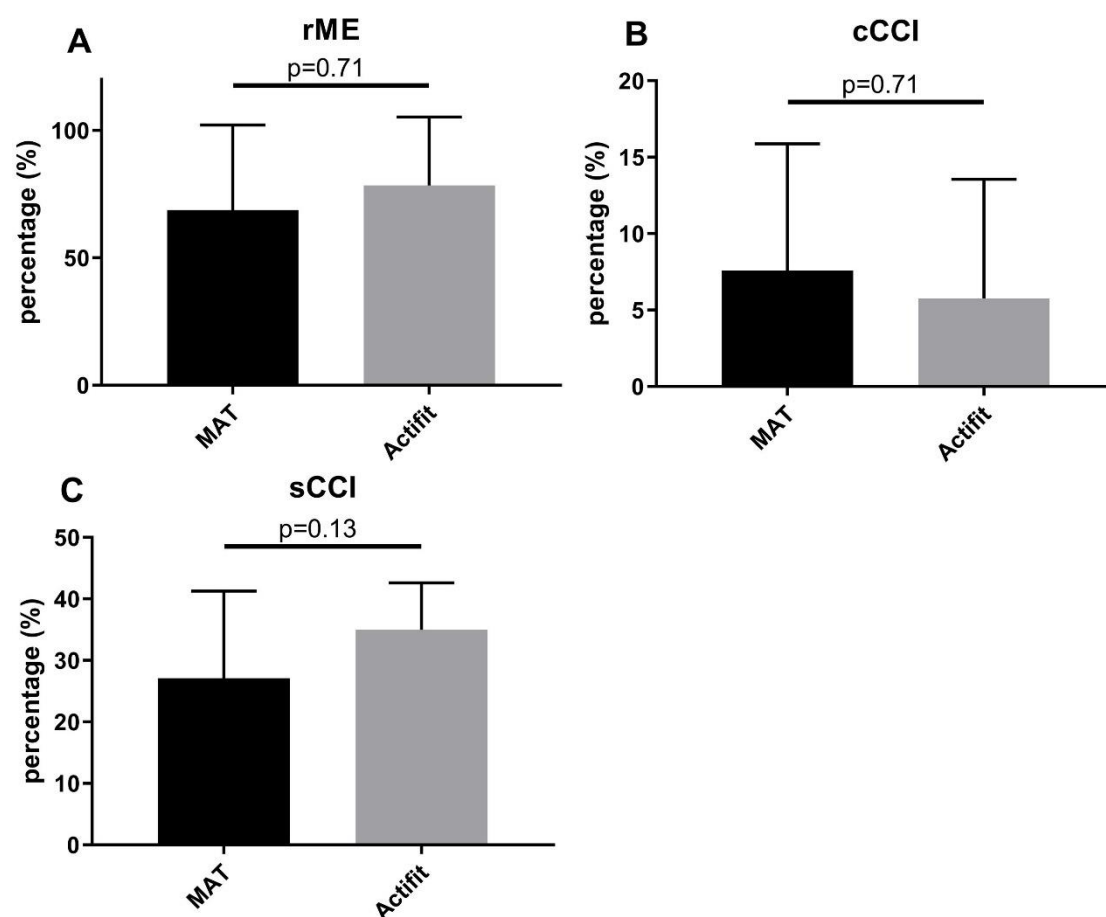 A
rME
p=0.71
percentage (%)
100
50
0
MAT
Actifit
B
cCCI
p=0.71
percentage (%)
20
15
10
5
0
MAT
Actifit
C
sCCI
p=0.13
percentage (%)
50
40
30
20
10
0
MAT
Actifit